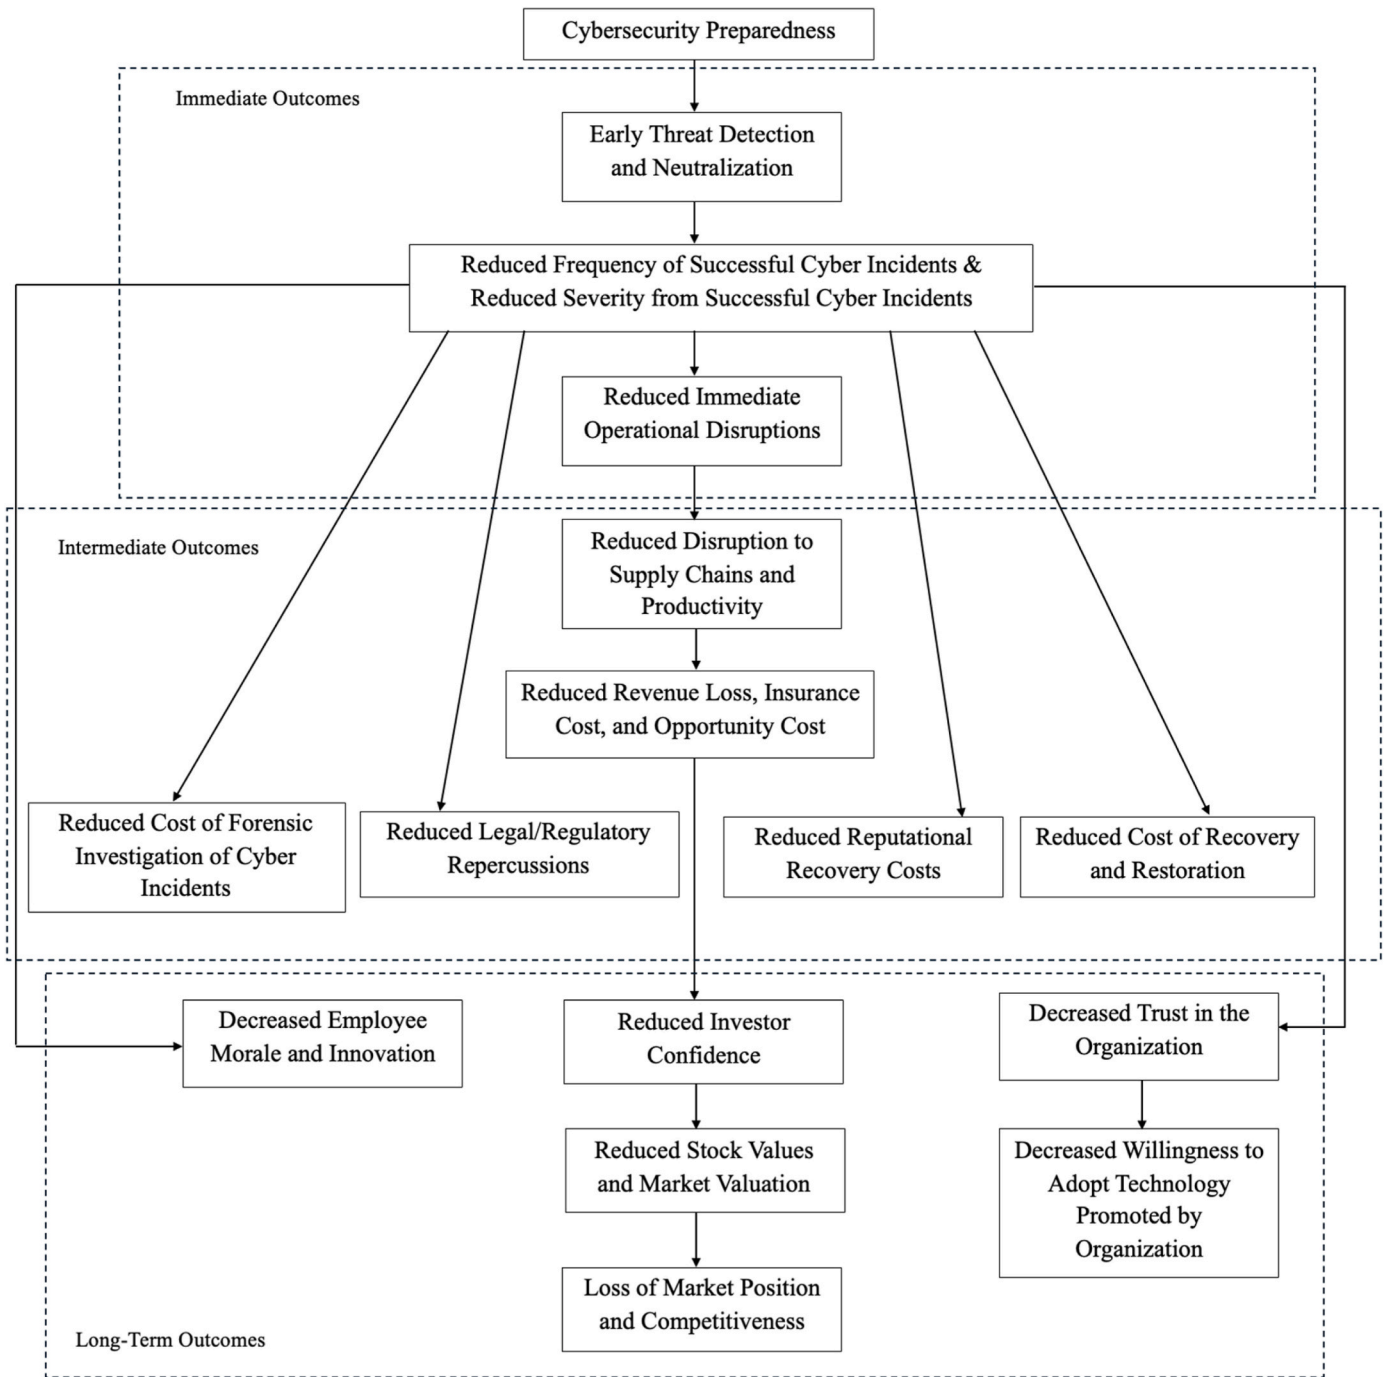 Cybersecurity Preparedness
Immediate Outcomes
Early Threat Detection
and Neutralization
Reduced Frequency of Successful Cyber Incidents &
Reduced Severity from Successful Cyber Incidents
Reduced Immediate
Operational Disruptions
Intermediate Outcomes
Reduced Disruption to
Supply Chains and
Productivity
Reduced Revenue Loss, Insurance
Cost, and Opportunity Cost
Reduced Cost of Forensic
Investigation of Cyber
Incidents
Reduced Legal/Regulatory
Repercussions
Reduced Reputational
Recovery Costs
Reduced Cost of Recovery
and Restoration
Decreased Employee
Morale and Innovation
Reduced Investor
Confidence
Decreased Trust in the
Organization
Reduced Stock Values
and Market Valuation
Decreased Willingness to
Adopt Technology
Promoted by
Organization
Loss of Market Position
and Competitiveness
Long-Term Outcomes